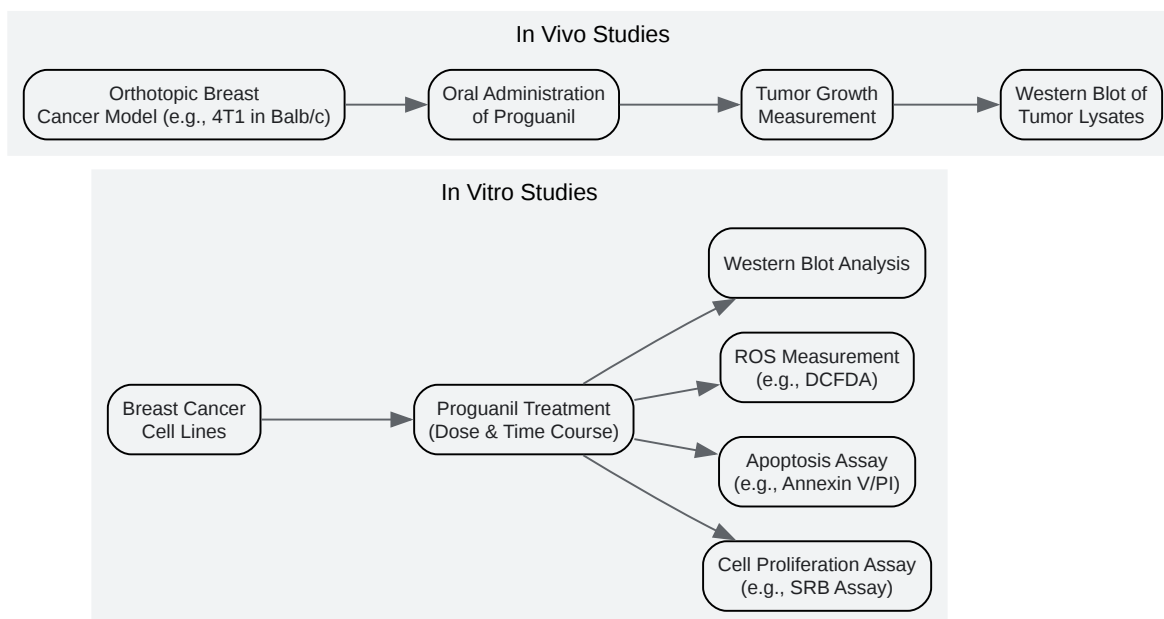 In Vivo Studies
Orthotopic Breast
Cancer Model (e.g., 4T1 in Balb/c)
Oral Administration
of Proguanil
Tumor Growth
Measurement
Western Blot of
Tumor Lysates
In Vitro Studies
Breast Cancer
Cell Lines
Proguanil Treatment
(Dose & Time Course)
Western Blot Analysis
ROS Measurement
(e.g., DCFDA)
Apoptosis Assay
(e.g., Annexin V/PI)
Cell Proliferation Assay
(e.g., SRB Assay)